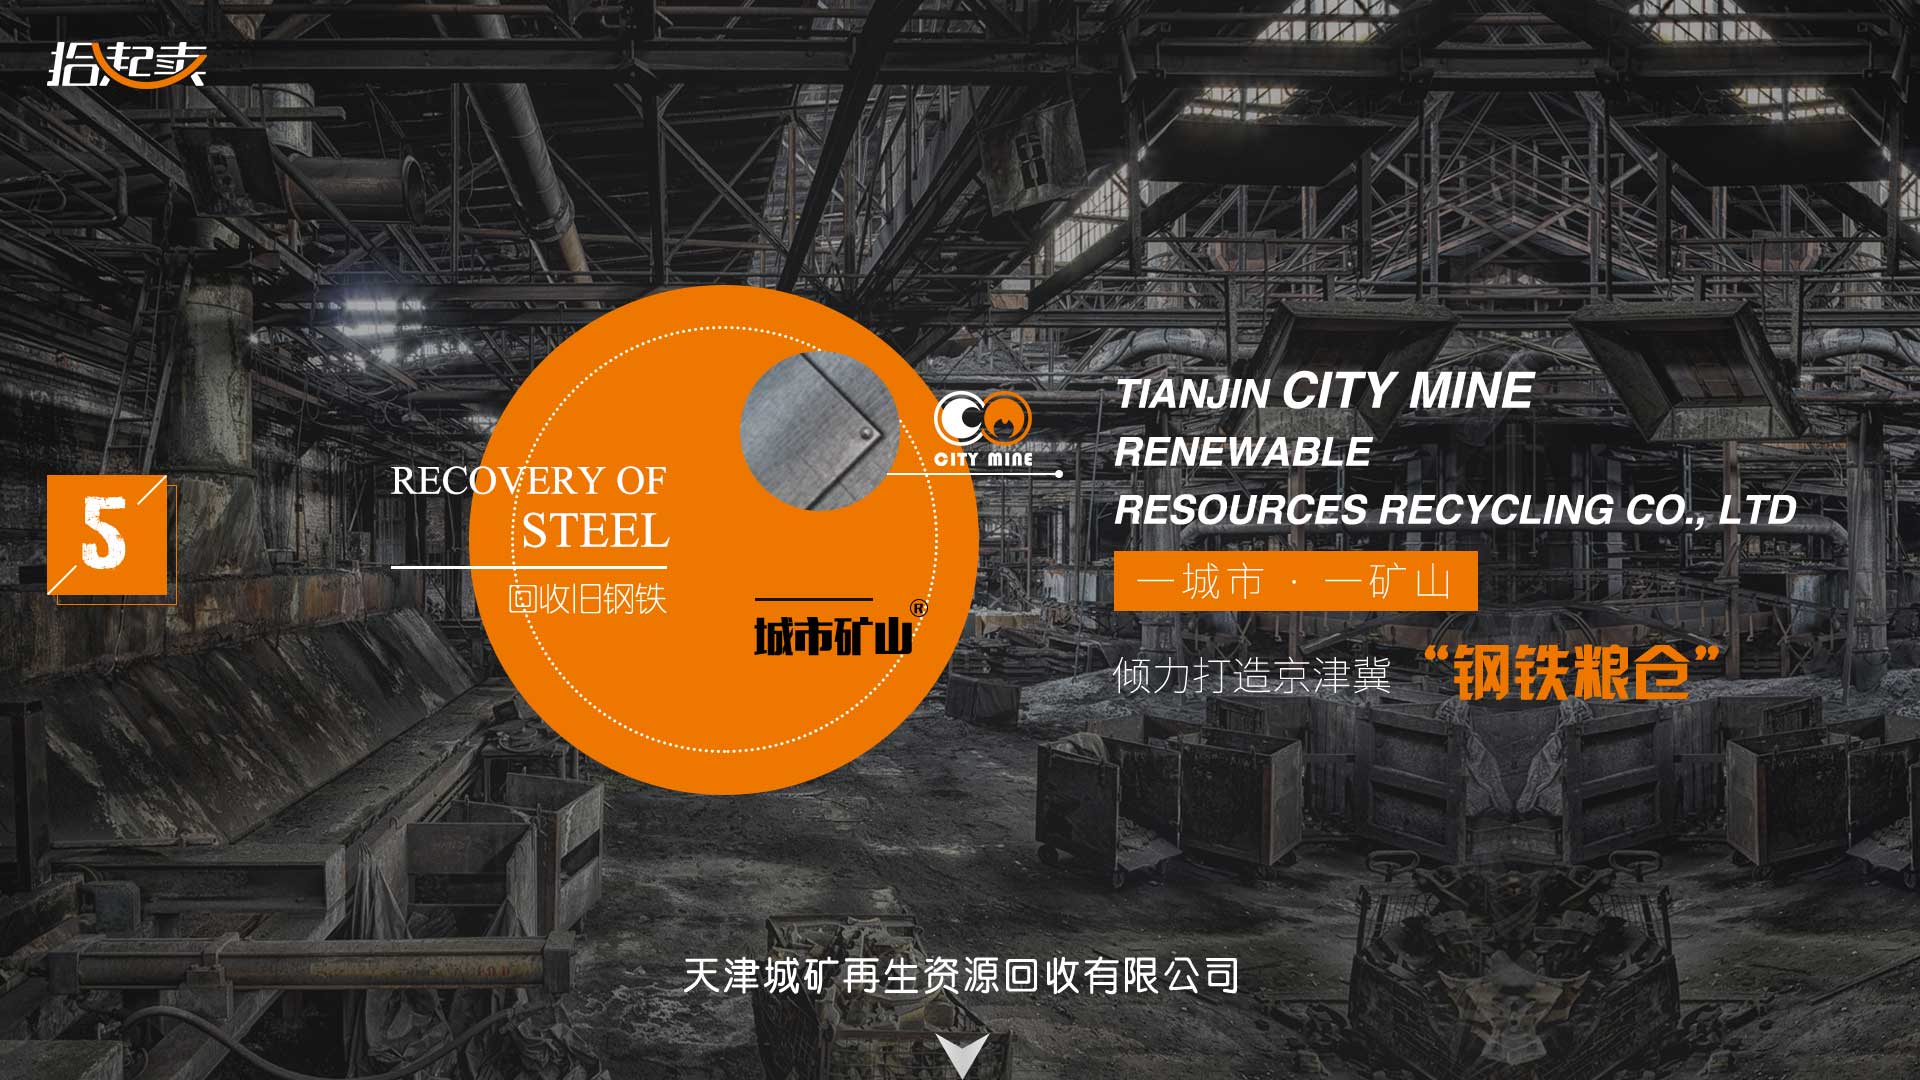 拾起卖
5
RECOVERY OF
STEEL
回收旧钢铁
CITY MINE
城市矿山®
TIANJIN CITY MINE
RENEWABLE
RESOURCES RECYCLING CO., LTD
一城市 · 一矿山
倾力打造京津冀 “钢铁粮仓”
天津城矿再生资源回收有限公司